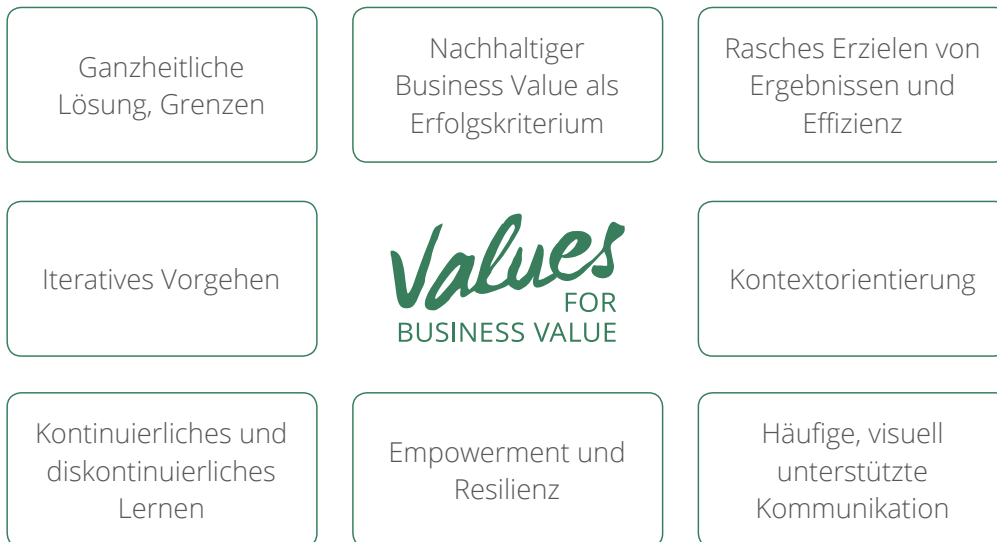 Ganzheitliche
Lösung, Grenzen
Nachhaltiger
Business Value als
Erfolgskriterium
Rasches Erzielen von
Ergebnissen und
Effizienz
Iteratives Vorgehen
Values
FOR
BUSINESS VALUE
Kontextorientierung
Kontinuierliches und
diskontinuierliches
Lernen
Empowerment und
Resilienz
Häufige, visuell
unterstützte
Kommunikation